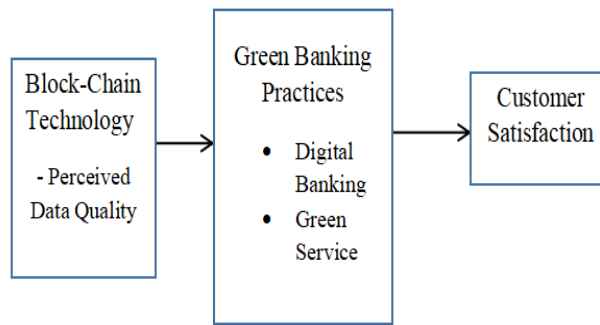 Block-Chain
Technology
- Perceived
Data Quality
Green Banking
Practices
• Digital
Banking
• Green
Service
Customer
Satisfaction